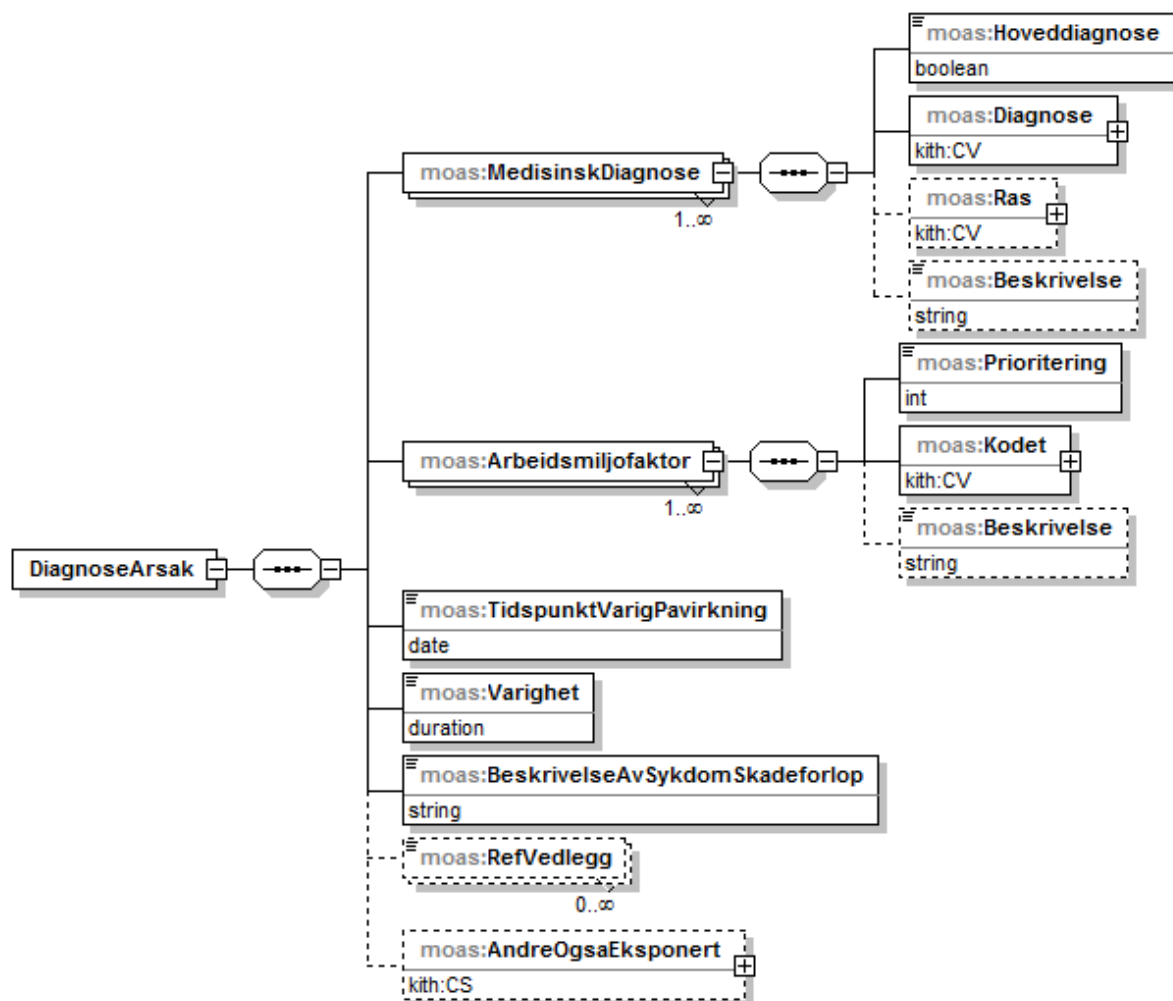 moas:Hoveddiagnose
boolean
moas:Diagnose
kith:CV
moas:MedisinskDiagnose
1..∞
moas:Ras
kith:CV
moas:Beskrivelse
string
moas:Prioritering
int
moas:Arbeidsmiljofaktor
1..∞
moas:Kodet
kith:CV
moas:Beskrivelse
string
DiagnoseArsak
moas:TidspunktVarigPavirkning
date
moas:Varighet
duration
moas:BeskrivelseAvSykdomSkadeforlop
string
moas:RefVedlegg
0..∞
moas:AndreOgsaEksponert
kith:CS